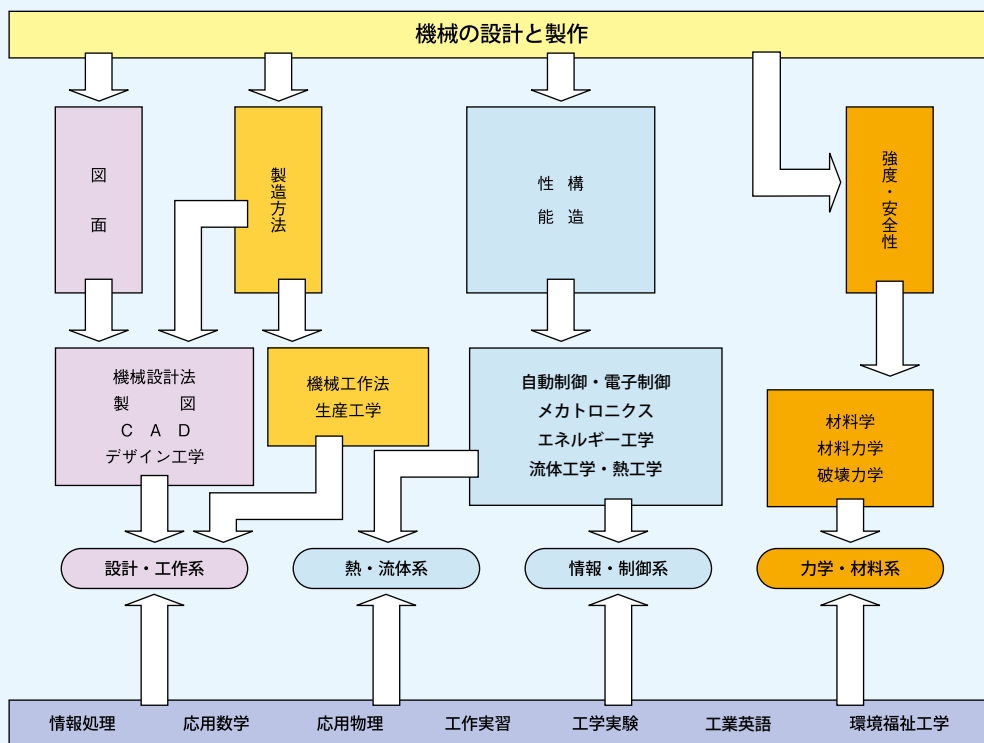 機械の設計と製作
図面
製造方法
性能
構造
強度・安全性
機械設計法
製図
CAD
デザイン工学
機械工作法
生産工学
自動制御・電子制御
メカトロニクス
エネルギー工学
流体工学・熱工学
材料学
材料力学
破壊力学
設計・工作系
熱・流体系
情報・制御系
力学・材料系
情報処理 応用数学 応用物理 工作実習 工学実験 工業英語 環境福祉工学